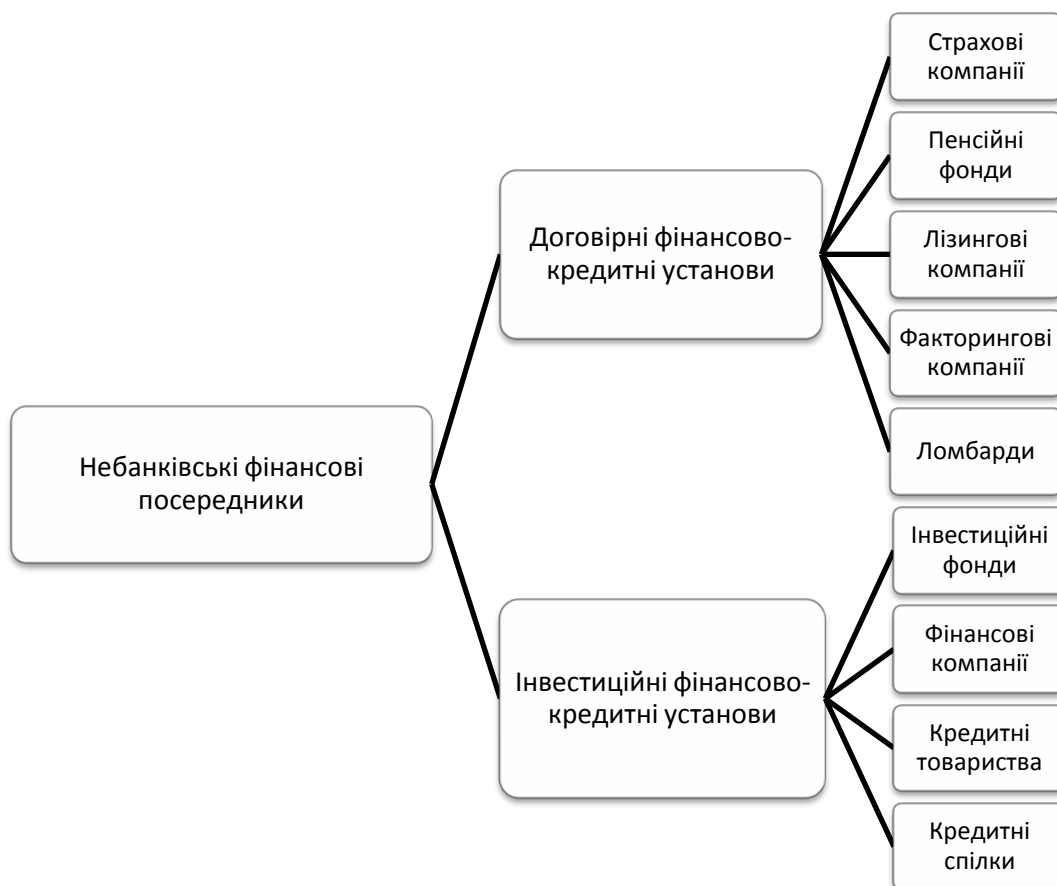 Небанківські фінансові
посередники
Договірні фінансово-
кредитні установи
Страхові
компанії
Пенсійні
фонди
Лізингові
компанії
Факторингові
компанії
Ломбарди
Інвестиційні фінансово-
кредитні установи
Інвестиційні
фонди
Фінансові
компанії
Кредитні
товариства
Кредитні
спілки